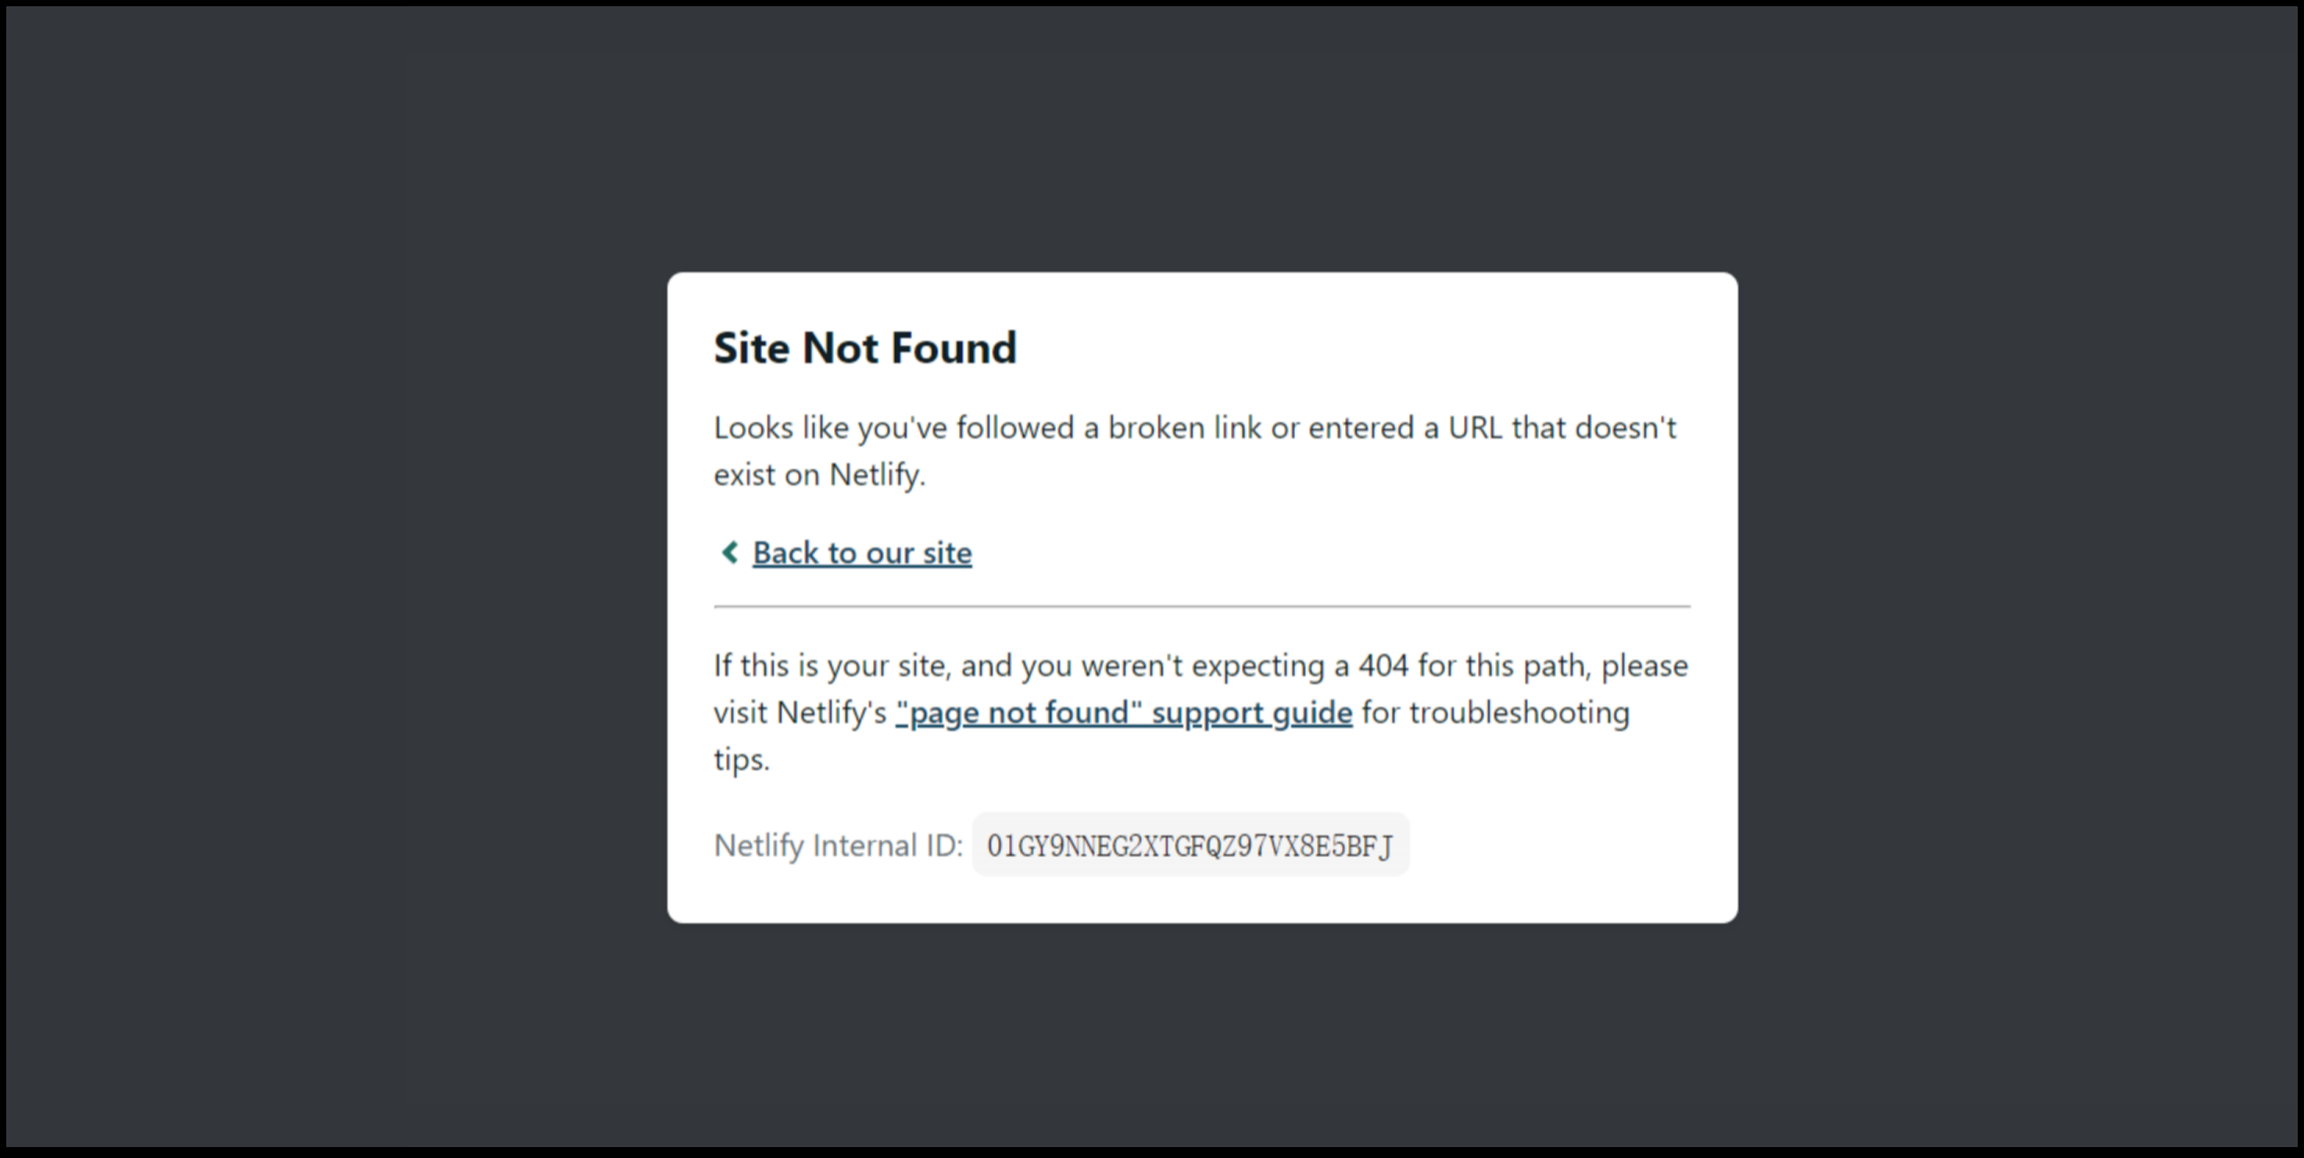 Site Not Found
Looks like you've followed a broken link or entered a URL that doesn't
exist on Netlify.
Back to our site
If this is your site, and you weren't expecting a 404 for this path, please
visit Netlify's "page not found" support guide for troubleshooting
tips.
Netlify Internal ID: 01GY9NNEG2XTGFQZ97VX8E5BFJ